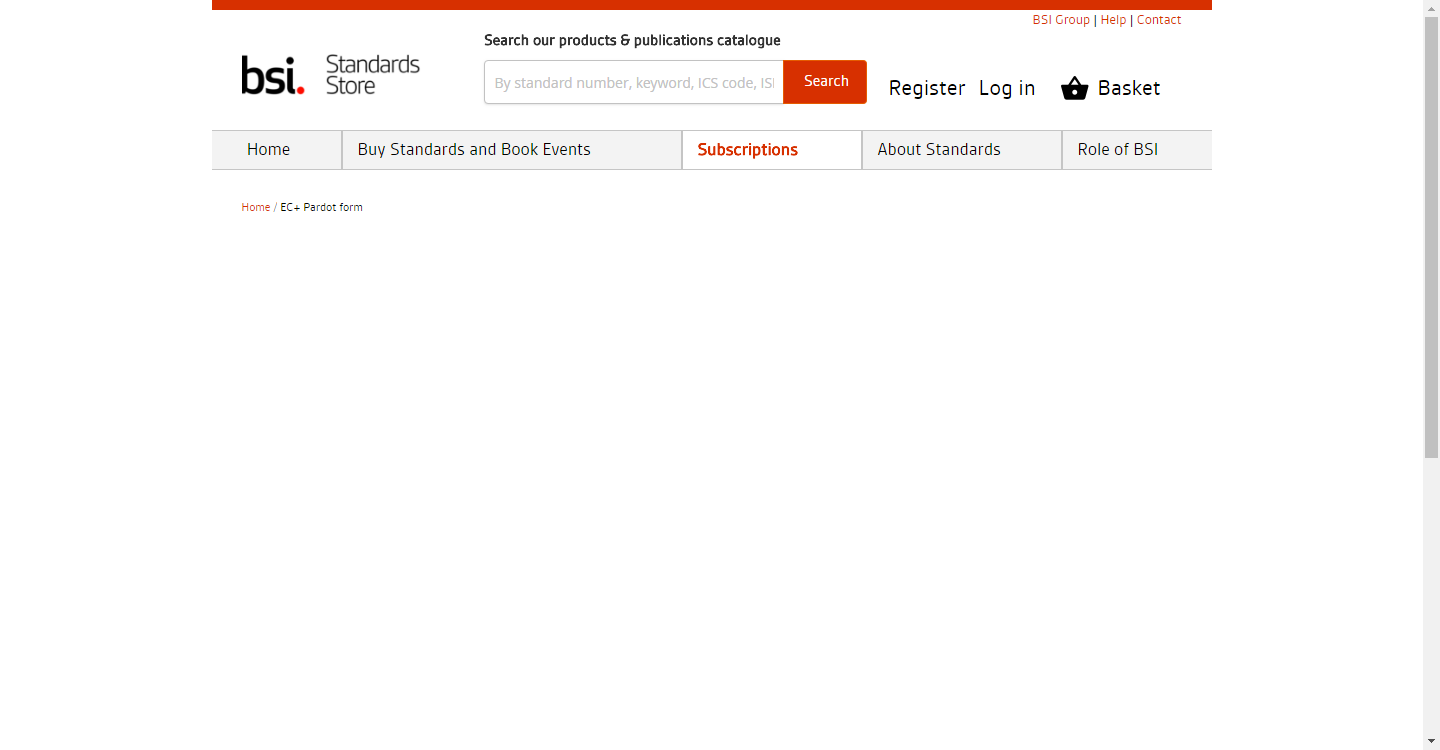 BSI Group | Help | Contact
Search our products & publications catalogue
bsi. Standards Store
By standard number, keyword, ICS code, ISI
Search
Register Log in Basket
Home Buy Standards and Book Events Subscriptions About Standards Role of BSI
Home / EC+ Pardot form